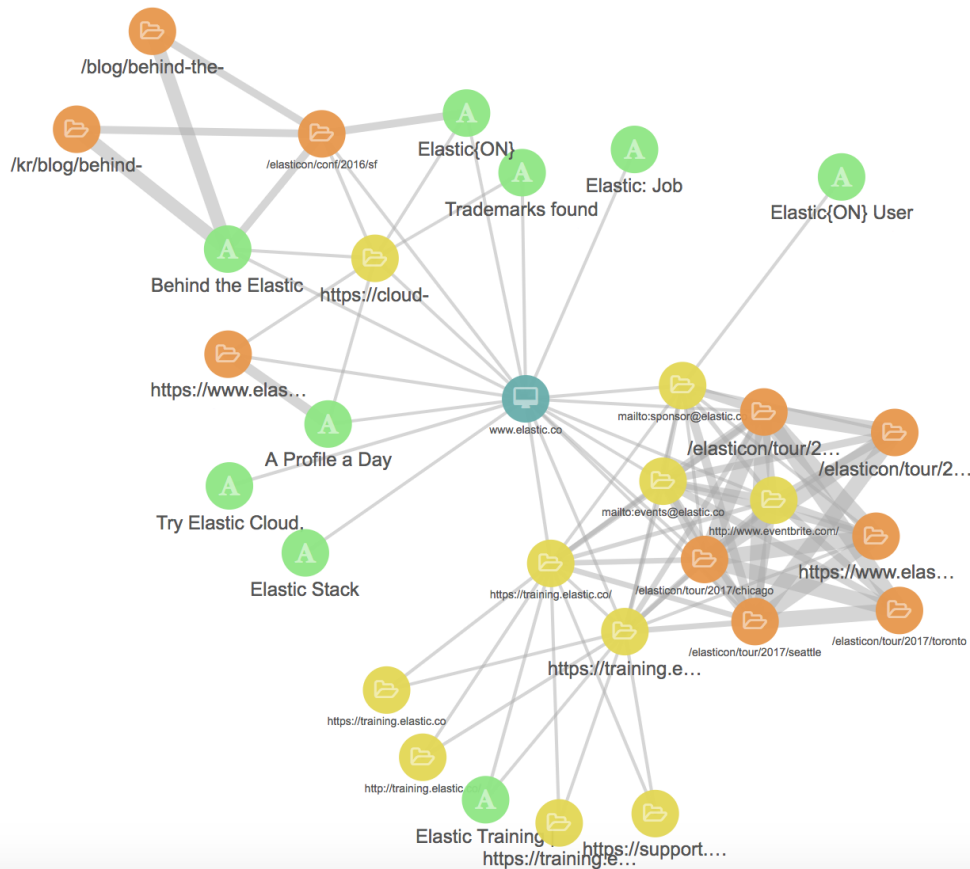 /blog/behind-the-
/kr/blog/behind-
/elasticon/conf/2016/sf
Elastic{ON}
Trademarks found
Elastic: Job
Elastic{ON} User
Behind the Elastic
https://cloud-
https://www.elas…
www.elastic.co
A Profile a Day
mailto:sponsor@elastic.c
/elasticon/tour/2…
/elasticon/tour/2…
Try Elastic Cloud.
mailto:events@elastic.co
http://www.eventbrite.com/
Elastic Stack
https://www.elas…
https://training.elastic.co/
/elasticon/tour/2017/chicago
/elasticon/tour/2017/seattle
/elasticon/tour/2017/toronto
https://training.e…
https://training.elastic.co
http://training.elastic.
Elastic Training
https://training.e…
https://support.…